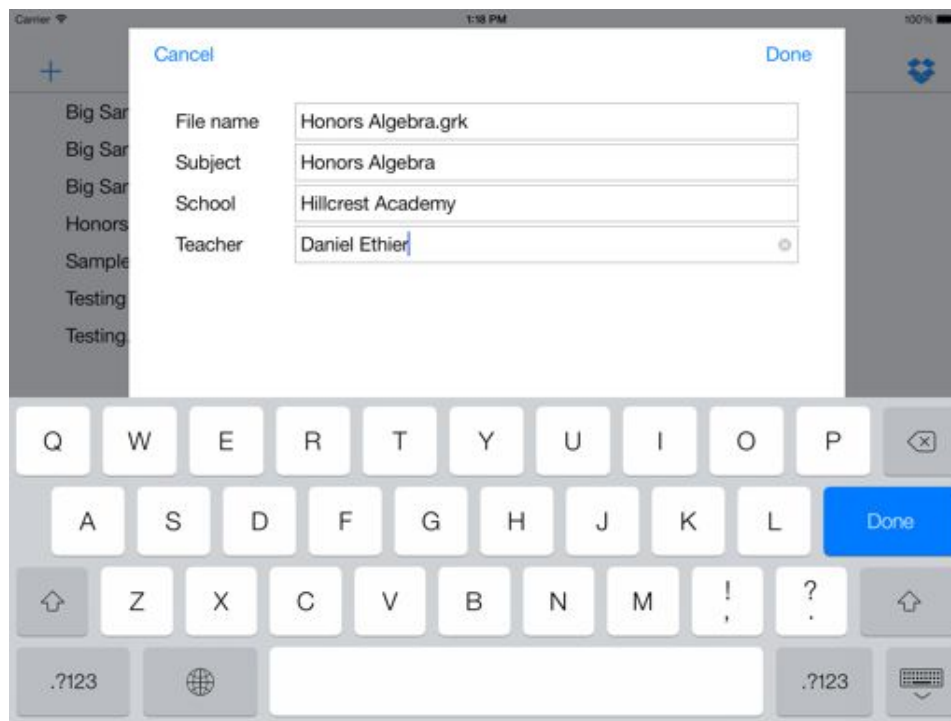 Carrier 1:18 PM 100%
Cancel Done
+
Big Sar
File name Honors Algebra.grk
Big Sar
Subject Honors Algebra
Big Sar
School Hillcrest Academy
Honors
Teacher Daniel Ethier
Sample
Testing
Testing.
Q W E R T Y U I O P
A S D F G H J K L Done
Z X C V B N M ! , ? .
.?123 .?123